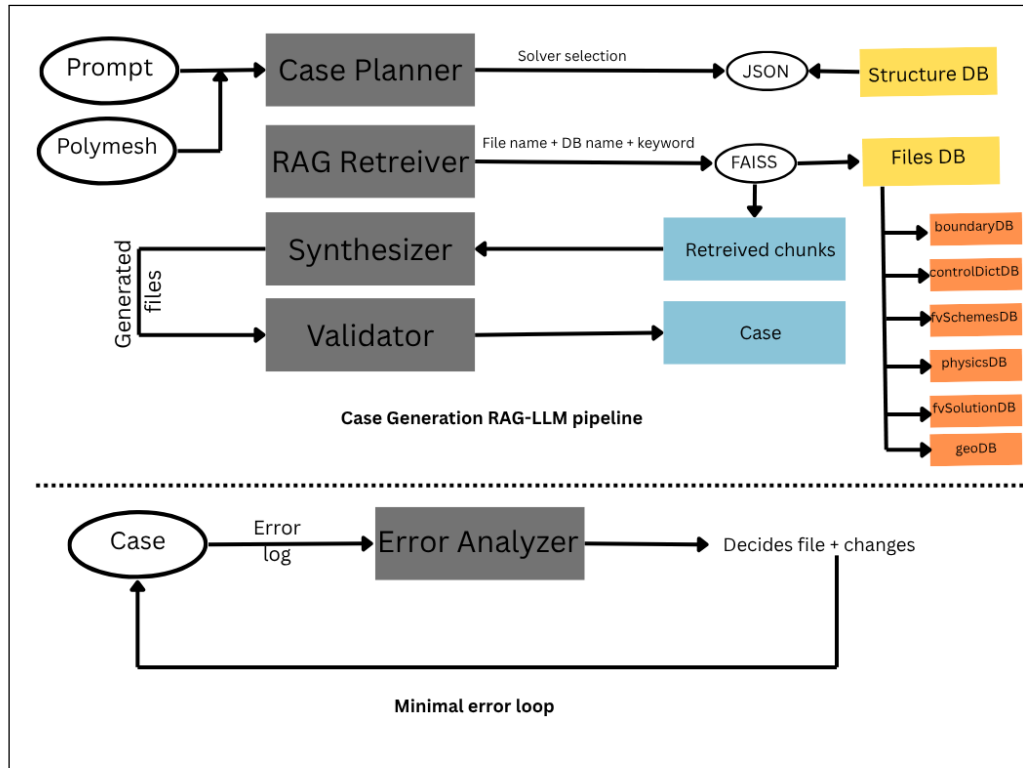 Prompt
Case Planner
Solver selection
JSON
Structure DB
Polymesh
RAG Retreiver
File name + DB name + keyword
FAISS
Files DB
Synthesizer
Retreived chunks
boundaryDB
controlDictDB
fvSchemesDB
physicsDB
fvSolutionDB
geoDB
Generated
files
Validator
Case
Case Generation RAG-LLM pipeline
Case
Error
log
Error Analyzer
Decides file + changes
Minimal error loop